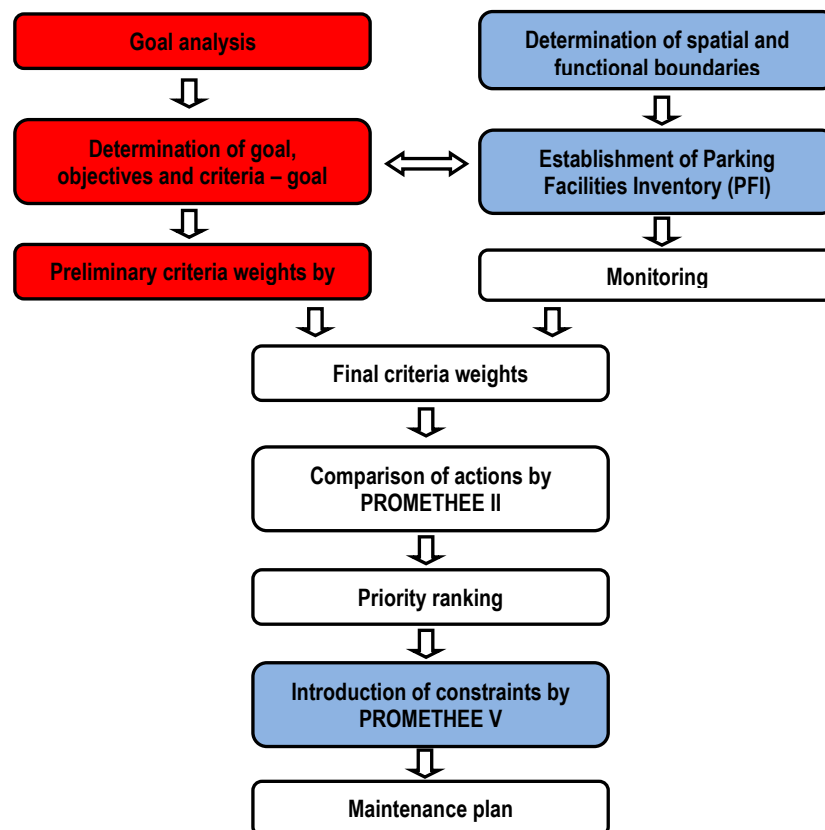 Goal analysis
Determination of spatial and
functional boundaries
Determination of goal,
objectives and criteria – goal
Establishment of Parking
Facilities Inventory (PFI)
Preliminary criteria weights by
Monitoring
Final criteria weights
Comparison of actions by
PROMETHEE II
Priority ranking
Introduction of constraints by
PROMETHEE V
Maintenance plan